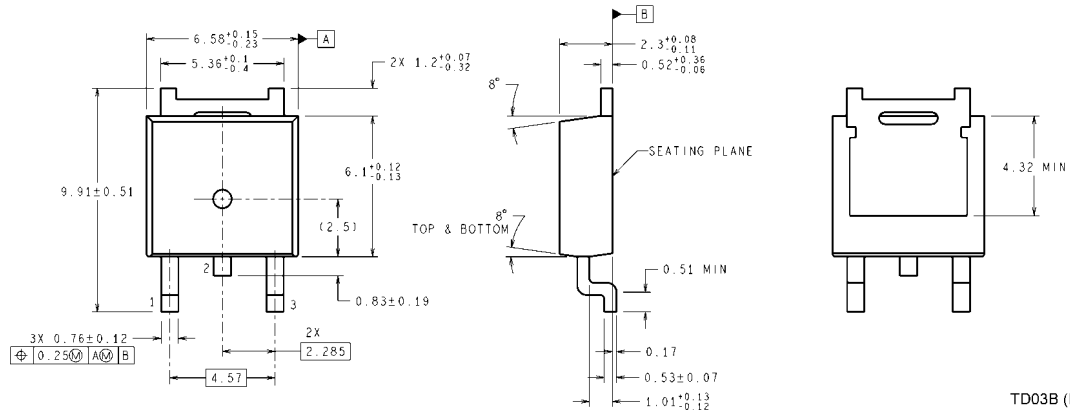 B
6.58+0.15 -0.23
A
2.3+0.08 -0.11
5.36+0.1 -0.4
2X 1.2+0.07 -0.32
0.52+0.36 -0.06
8°
SEATING PLANE
6.1+0.12 -0.13
4.32 MIN
9.91±0.51
(2.5)
8°
TOP & BOTTOM
2
0.51 MIN
1
3
0.83±0.19
3X 0.76±0.12
2X
⌖ 0.25Ⓜ AⓂ B
2.285
0.17
4.57
0.53±0.07
1.01+0.13 -0.12
TD03B (